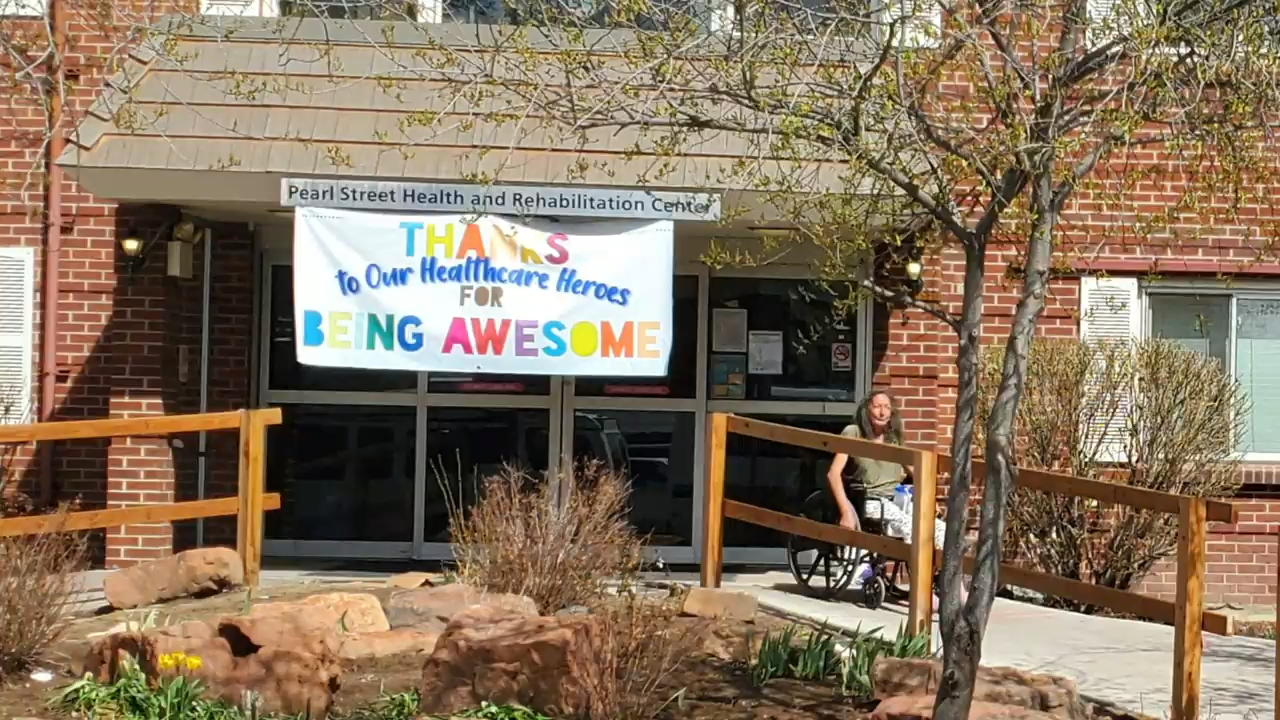 Pearl Street Health and Rehabilitation Center
THANKS
to Our Healthcare Heroes
FOR
BEING AWESOME